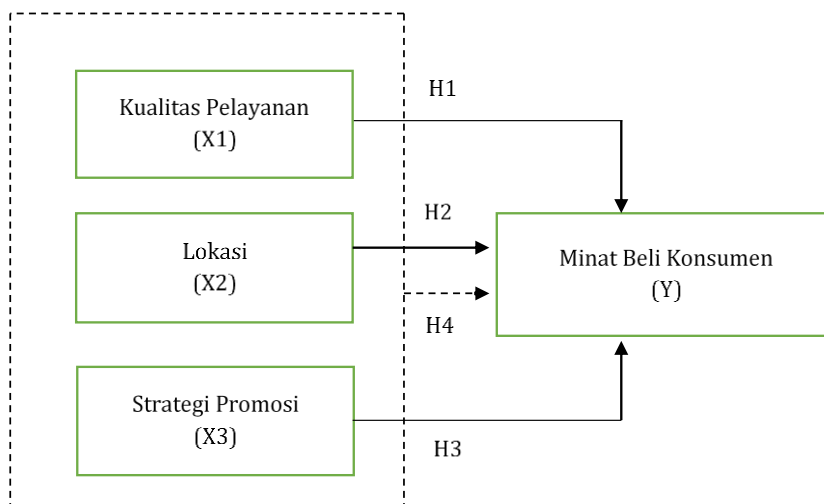 H1
Kualitas Pelayanan
(X1)
H2
Lokasi
(X2)
Minat Beli Konsumen
(Y)
H4
Strategi Promosi
(X3)
H3